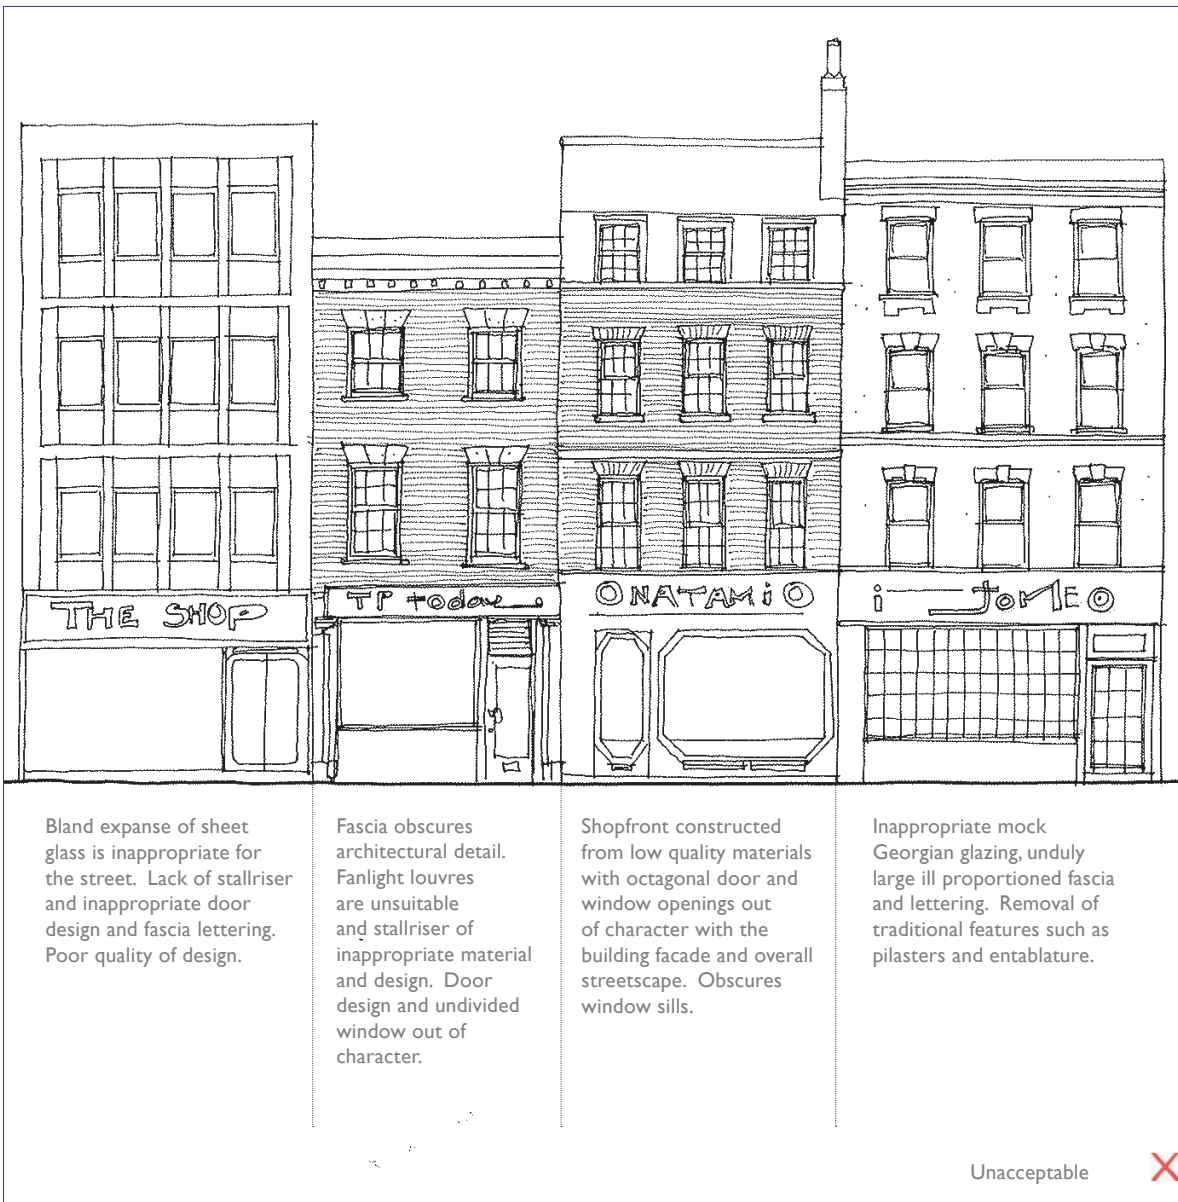 THE SHOP
TP today
ONATAMiO
i JOMEO
Bland expanse of sheet
glass is inappropriate for
the street. Lack of stallriser
and inappropriate door
design and fascia lettering.
Poor quality of design.
Fascia obscures
architectural detail.
Fanlight louvres
are unsuitable
and stallriser of
inappropriate material
and design. Door
design and undivided
window out of
character.
Shopfront constructed
from low quality materials
with octagonal door and
window openings out
of character with the
building facade and overall
streetscape. Obscures
window sills.
Inappropriate mock
Georgian glazing, unduly
large ill proportioned fascia
and lettering. Removal of
traditional features such as
pilasters and entablature.
Unacceptable